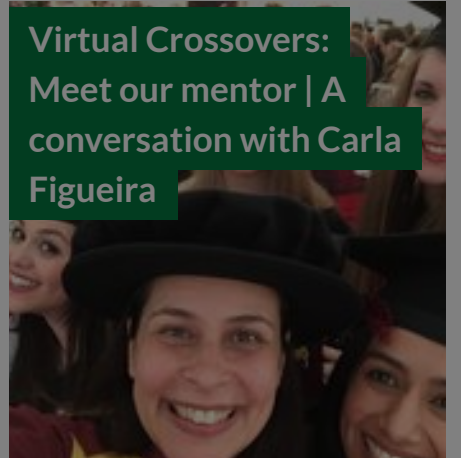 Virtual Crossovers:
Meet our mentor | A
conversation with Carla
Figueira